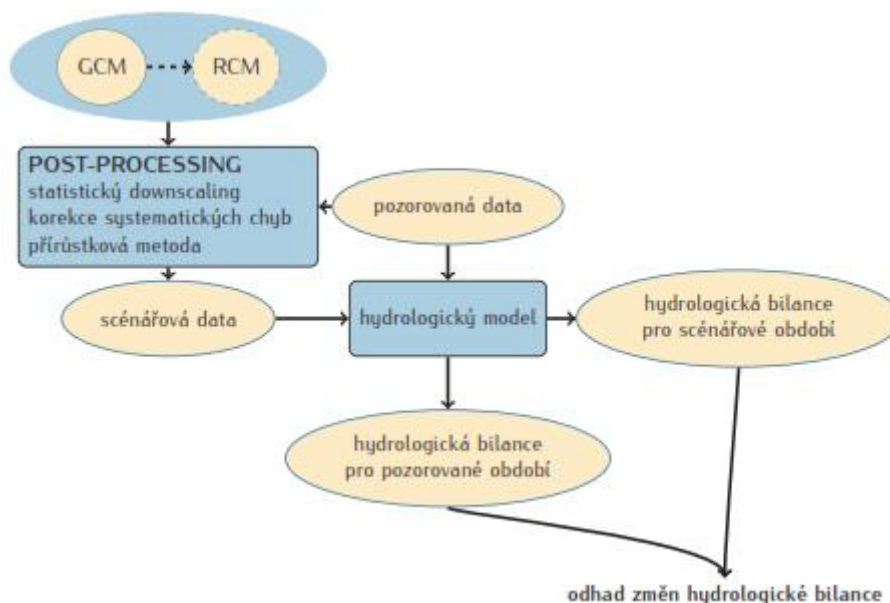 GCM
RCM
POST-PROCESSING
statistický downscaling
korekce systematických chyb
přírůstková metoda
pozorovaná data
scénářová data
hydrologický model
hydrologická bilance
pro scénářové období
hydrologická bilance
pro pozorované období
odhad změn hydrologické bilance